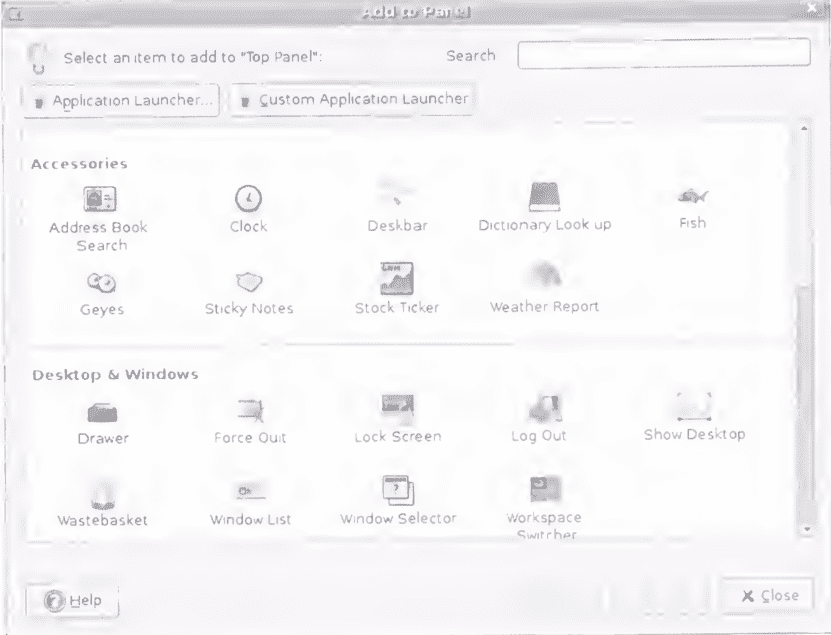 Add to Panel
Select an item to add to "Top Panel":
Search
Application Launcher...
Custom Application Launcher
Accessories
Address Book Search
Clock
Deskbar
Dictionary Look up
Fish
Geyes
Sticky Notes
Stock Ticker
Weather Report
Desktop & Windows
Drawer
Force Quit
Lock Screen
Log Out
Show Desktop
Wastebasket
Window List
Window Selector
Workspace Switcher
Help
Close